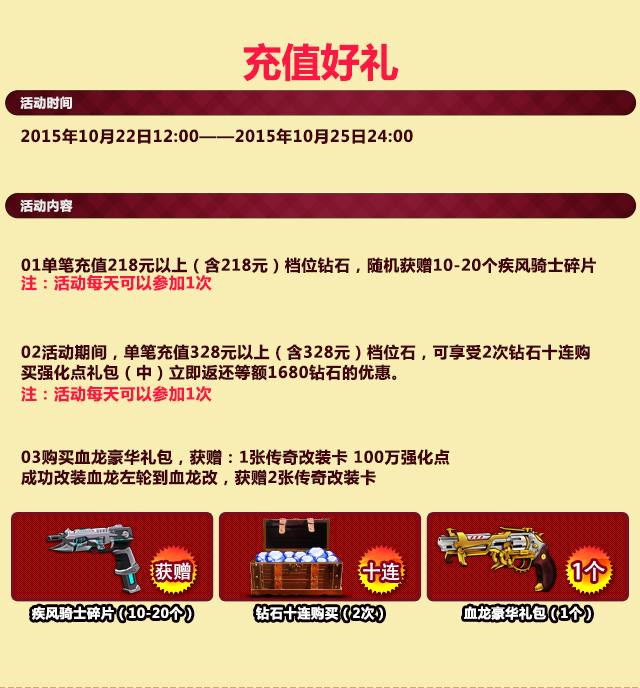 充值好礼
活动时间
2015年10月22日12:00——2015年10月25日24:00
活动内容
01单笔充值218元以上（含218元）档位钻石，随机获赠10-20个疾风骑士碎片
注：活动每天可以参加1次
02活动期间，单笔充值328元以上（含328元）档位石，可享受2次钻石十连购
买强化点礼包（中）立即返还等额1680钻石的优惠。
注：活动每天可以参加1次
03购买血龙豪华礼包，获赠：1张传奇改装卡 100万强化点
成功改装血龙左轮到血龙改，获赠2张传奇改装卡
获赠 十连 1个
疾风骑士碎片（10-20个） 钻石十连购买（2次） 血龙豪华礼包（1个）